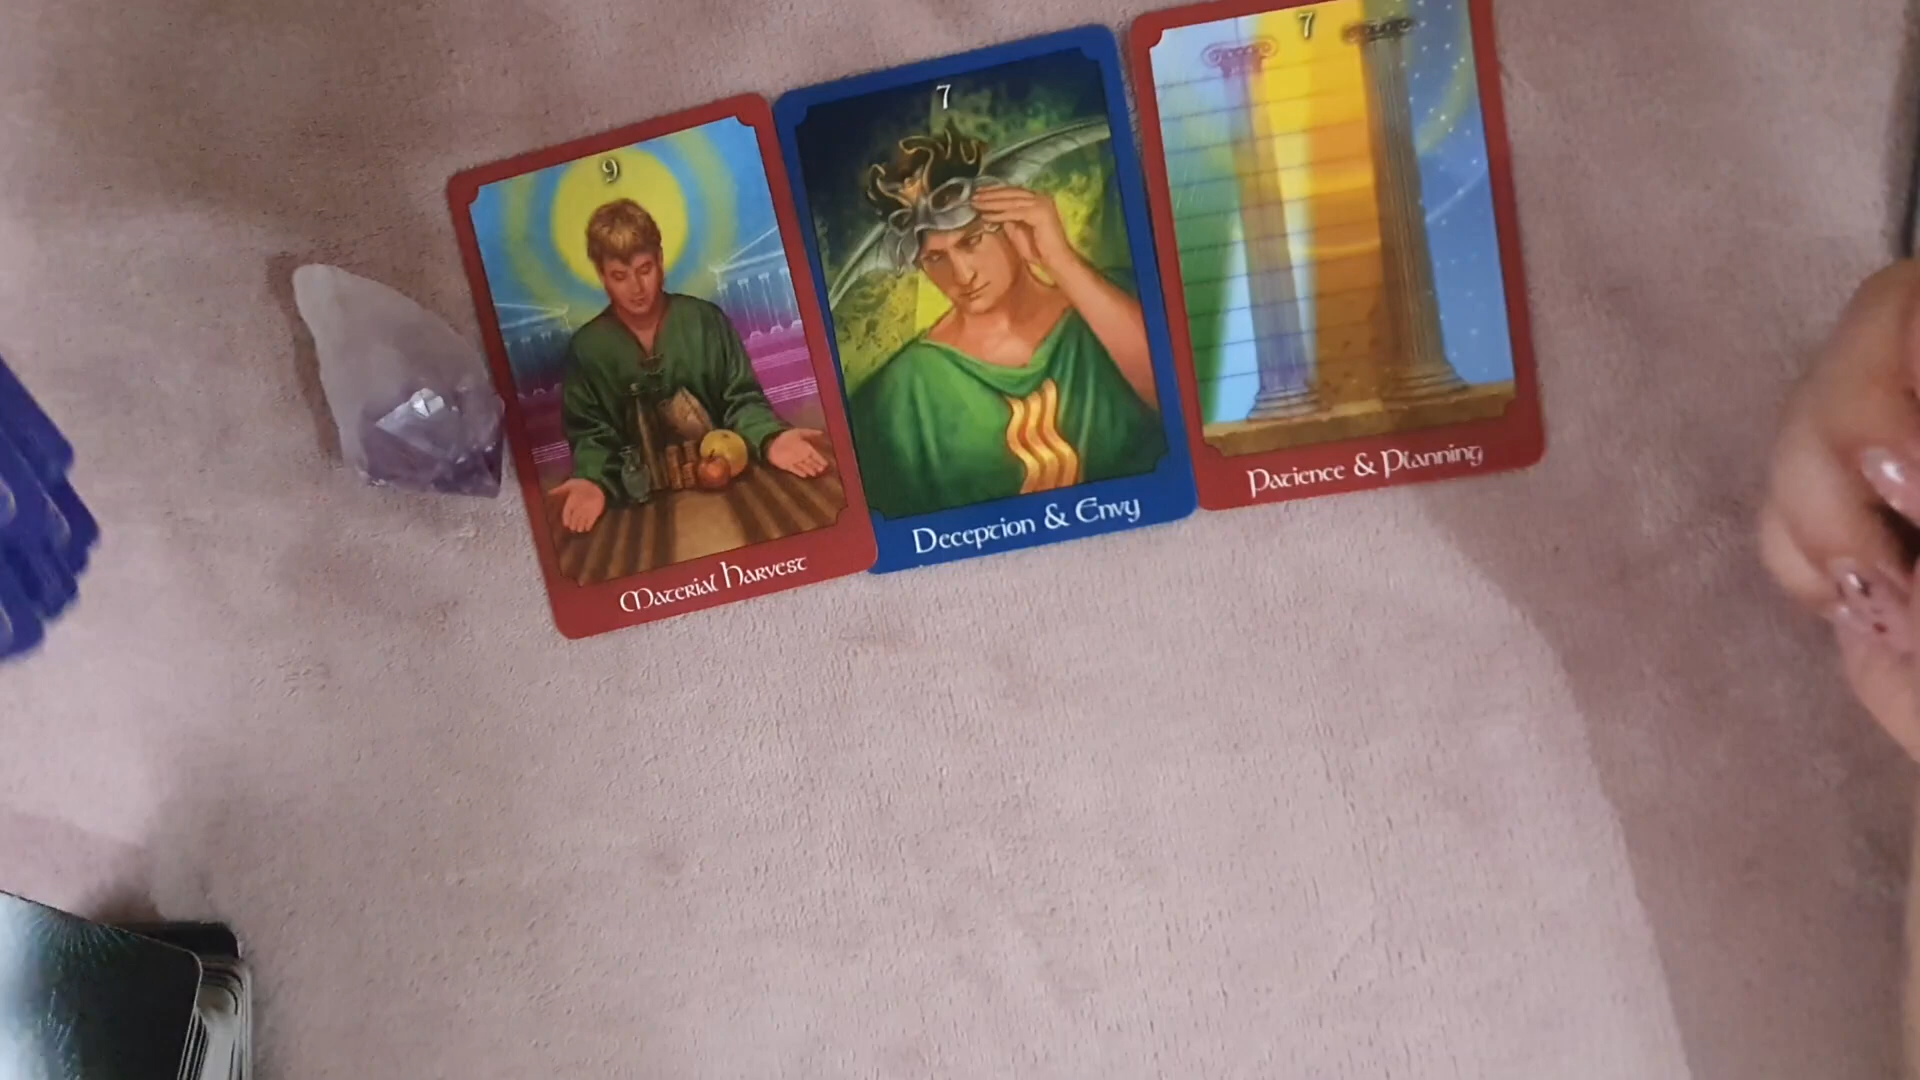 9
Material Harvest
7
Deception & Envy
7
Patience & Planning